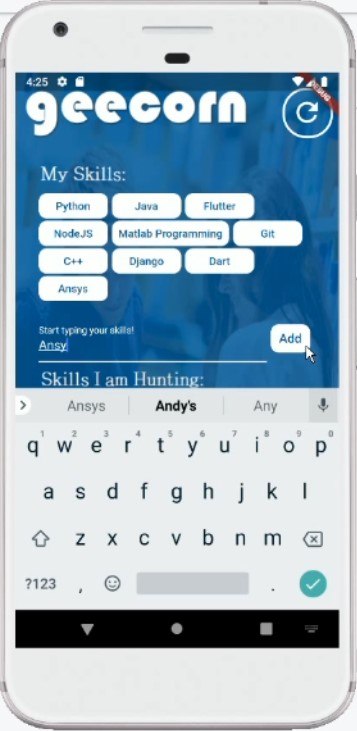 4:25
DEBUG
geecorn
My Skills:
Python Java Flutter
NodeJS Matlab Programming Git
C++ Django Dart
Ansys
Start typing your skills!
Ansy
Add
Skills I am Hunting:
Ansys Andy's Any
1 2 3 4 5 6 7 8 9 0
q w e r t y u i o p
a s d f g h j k l
z x c v b n m
?123 , .